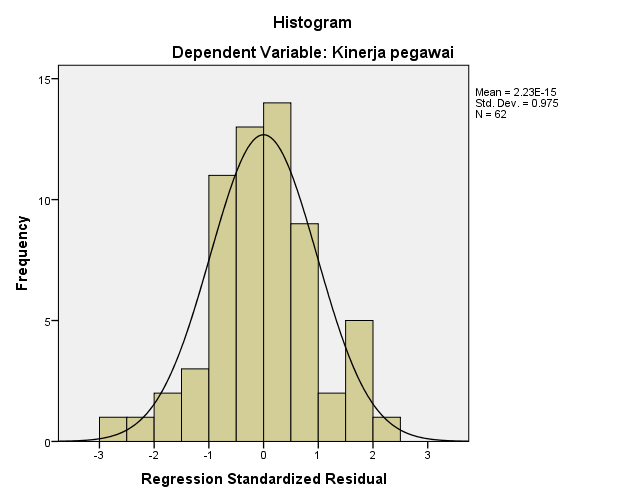 Histogram
Dependent Variable: Kinerja pegawai
Mean = 2.23E-15
Std. Dev. = 0.975
N = 62
Frequency
15
10
5
0
-3 -2 -1 0 1 2 3
Regression Standardized Residual